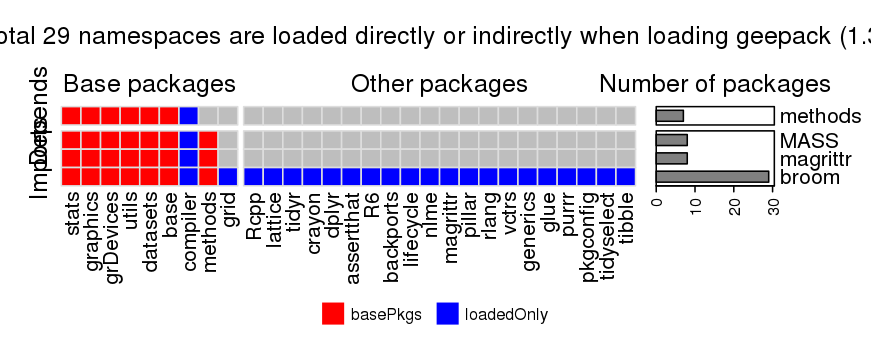 otal 29 namespaces are loaded directly or indirectly when loading geepack (1.3
Base packages
Other packages
Number of packages
Depends
Imports
methods
MASS
magrittr
broom
stats
graphics
grDevices
utils
datasets
base
compiler
methods
grid
Rcpp
lattice
tidyr
crayon
dplyr
assertthat
R6
backports
lifecycle
nlme
magrittr
pillar
rlang
vctrs
generics
glue
purrr
pkgconfig
tidyselect
tibble
0
10
20
30
basePkgs
loadedOnly